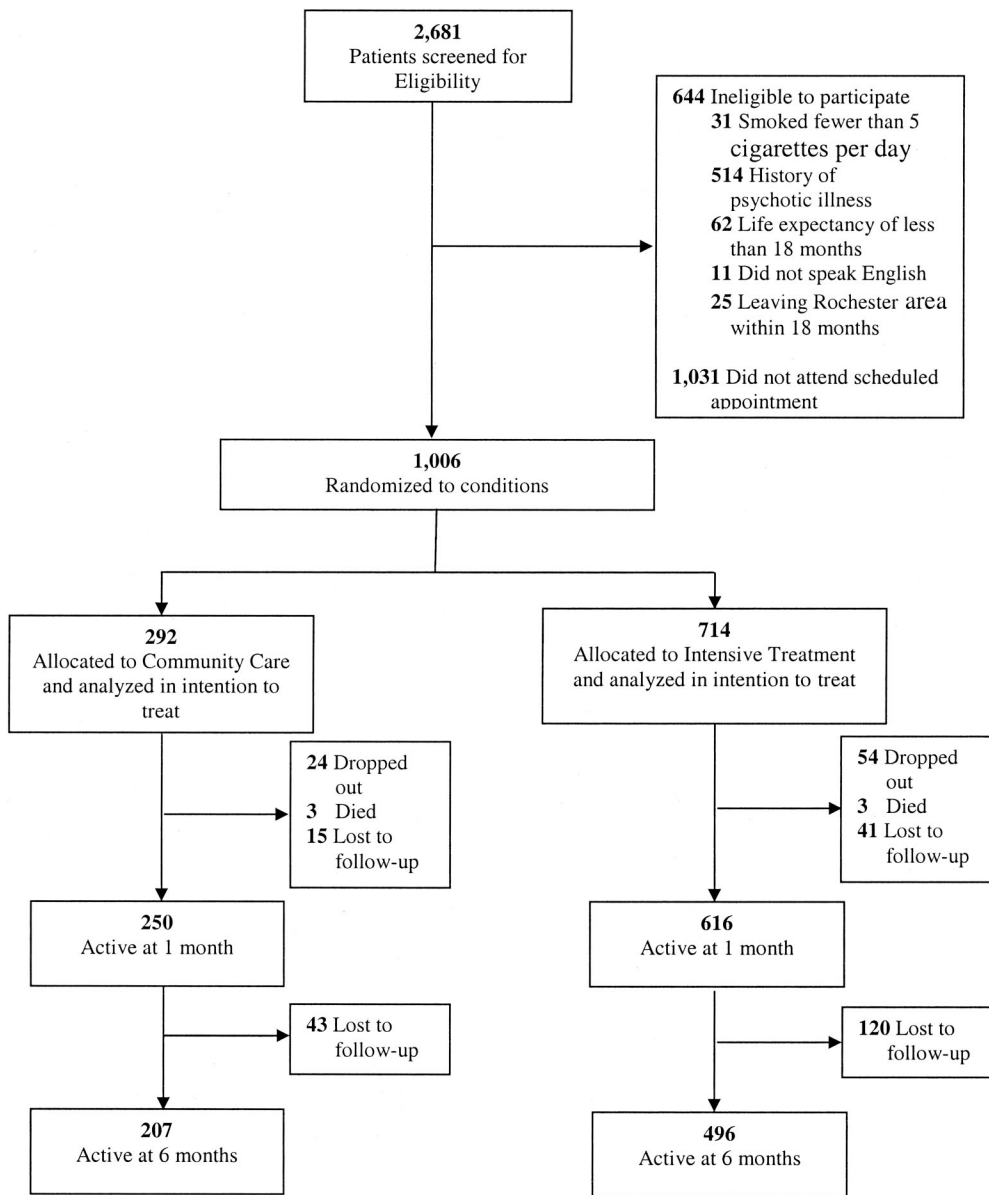 2,681
Patients screened for
Eligibility
644 Ineligible to participate
31 Smoked fewer than 5
cigarettes per day
514 History of
psychotic illness
62 Life expectancy of less
than 18 months
11 Did not speak English
25 Leaving Rochester area
within 18 months
1,031 Did not attend scheduled
appointment
1,006
Randomized to conditions
292
Allocated to Community Care
and analyzed in intention to
treat
714
Allocated to Intensive Treatment
and analyzed in intention to treat
24 Dropped
out
3 Died
15 Lost to
follow-up
54 Dropped
out
3 Died
41 Lost to
follow-up
250
Active at 1 month
616
Active at 1 month
43 Lost to
follow-up
120 Lost to
follow-up
207
Active at 6 months
496
Active at 6 months